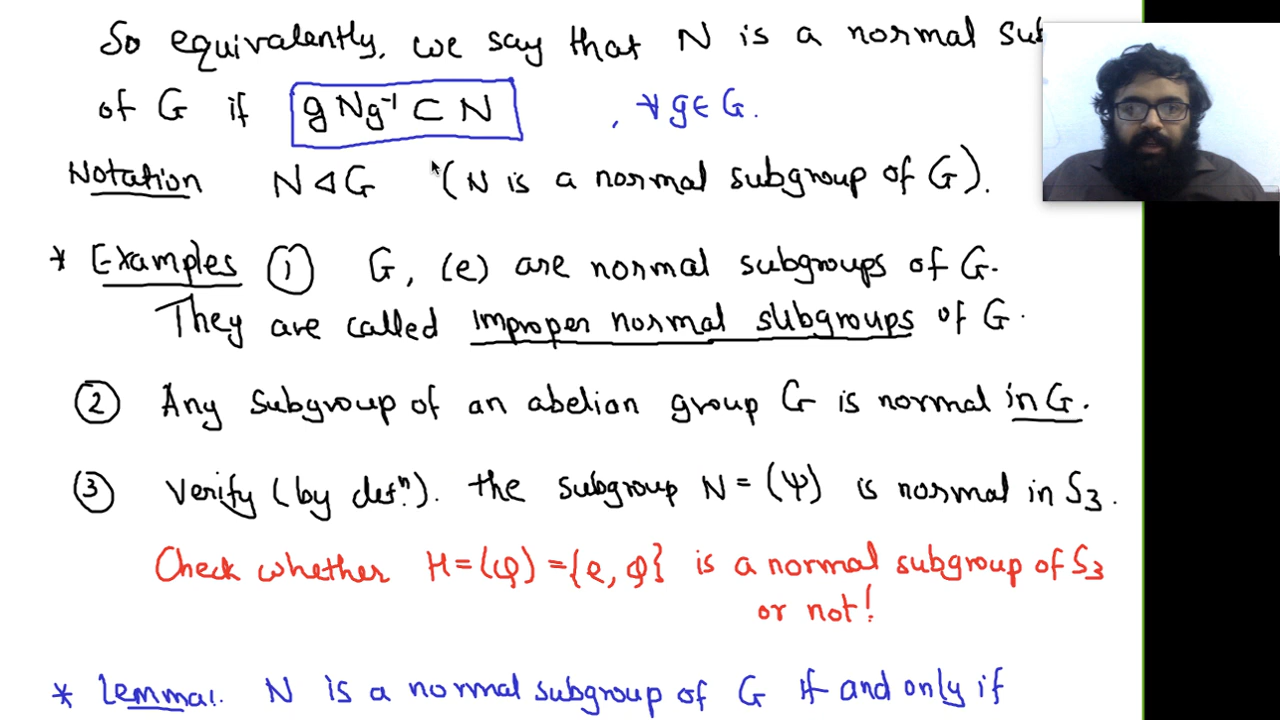 So equivalently, we say that N is a normal sub
of G if gNg⁻¹ ⊂ N , ∀ g ∈ G.
Notation N ⊲ G (N is a normal subgroup of G).
* Examples ① G, (e) are normal subgroups of G.
They are called improper normal subgroups of G.
② Any subgroup of an abelian group G is normal in G.
③ Verify (by defⁿ). the subgroup N = (ψ) is normal in S₃.
Check whether H = (φ) = {e, φ} is a normal subgroup of S₃
or not!
* Lemma:. N is a normal subgroup of G if and only if